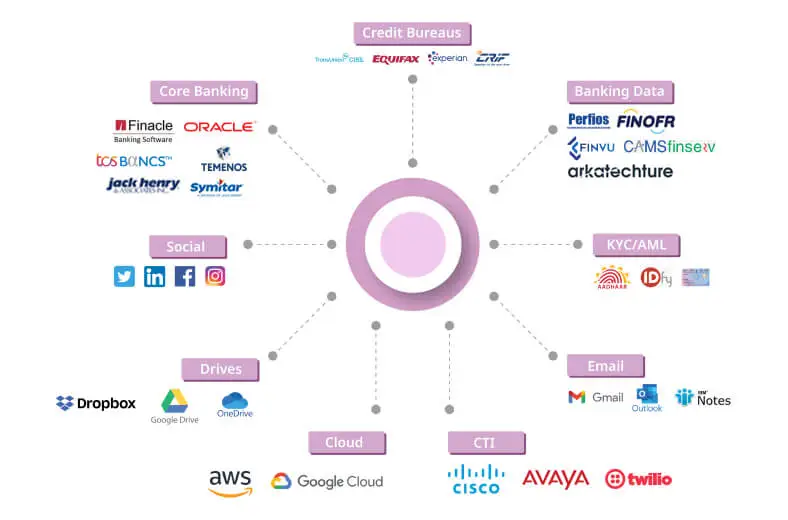 Credit Bureaus
TransUnion CIBIL EQUIFAX experian CRIF
Core Banking
Finacle
Banking Software
ORACLE
tcs BαNCS™
TEMENOS
jack henry
& ASSOCIATES INC.
Symitar
Banking Data
Perfios FINOFR
FINVU CAMSfinserv
arkatechture
Social
KYC/AML
AADHAAR
IDfy
Drives
Dropbox
Google Drive
OneDrive
Email
Gmail
Outlook
IBM Notes
Cloud
aws
Google Cloud
CTI
CISCO
AVAYA
twilio